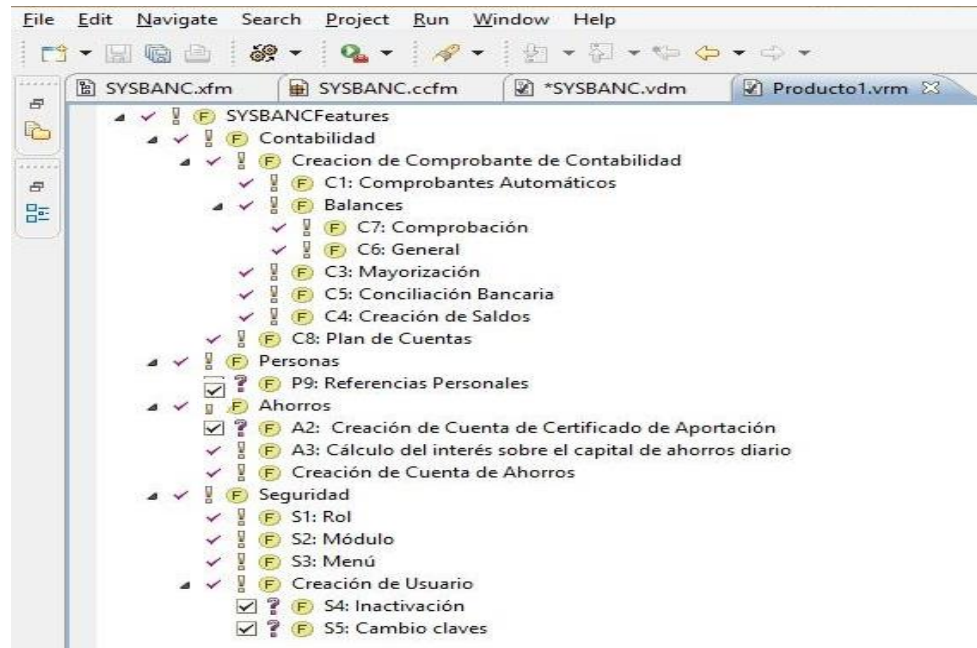 File Edit Navigate Search Project Run Window Help
SYSBANC.xfm SYSBANC.ccfm *SYSBANC.vdm Producto1.vrm
SYSBANCFeatures
Contabilidad
Creacion de Comprobante de Contabilidad
C1: Comprobantes Automáticos
Balances
C7: Comprobación
C6: General
C3: Mayorización
C5: Conciliación Bancaria
C4: Creación de Saldos
C8: Plan de Cuentas
Personas
P9: Referencias Personales
Ahorros
A2: Creación de Cuenta de Certificado de Aportación
A3: Cálculo del interés sobre el capital de ahorros diario
Creación de Cuenta de Ahorros
Seguridad
S1: Rol
S2: Módulo
S3: Menú
Creación de Usuario
S4: Inactivación
S5: Cambio claves